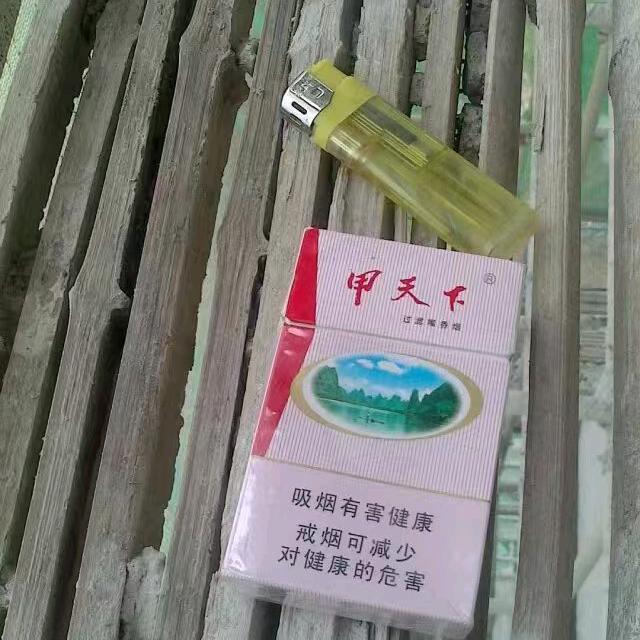 甲天下®
过滤嘴香烟
吸烟有害健康
戒烟可减少
对健康的危害